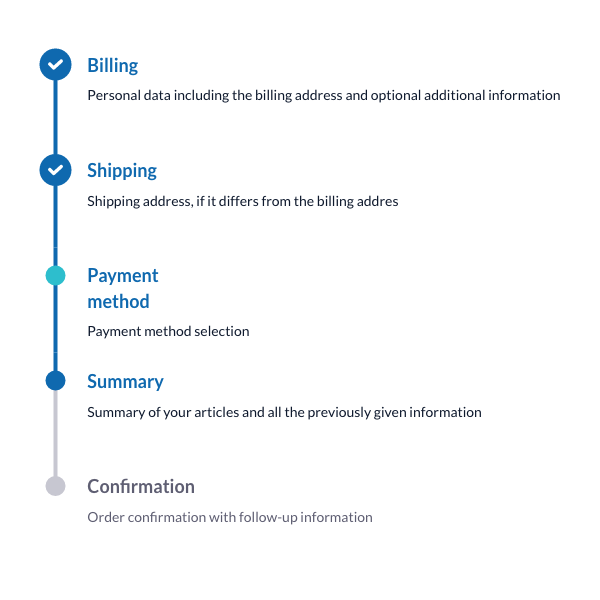 Billing
Personal data including the billing address and optional additional information
Shipping
Shipping address, if it differs from the billing addres
Payment
method
Payment method selection
Summary
Summary of your articles and all the previously given information
Confirmation
Order confirmation with follow-up information